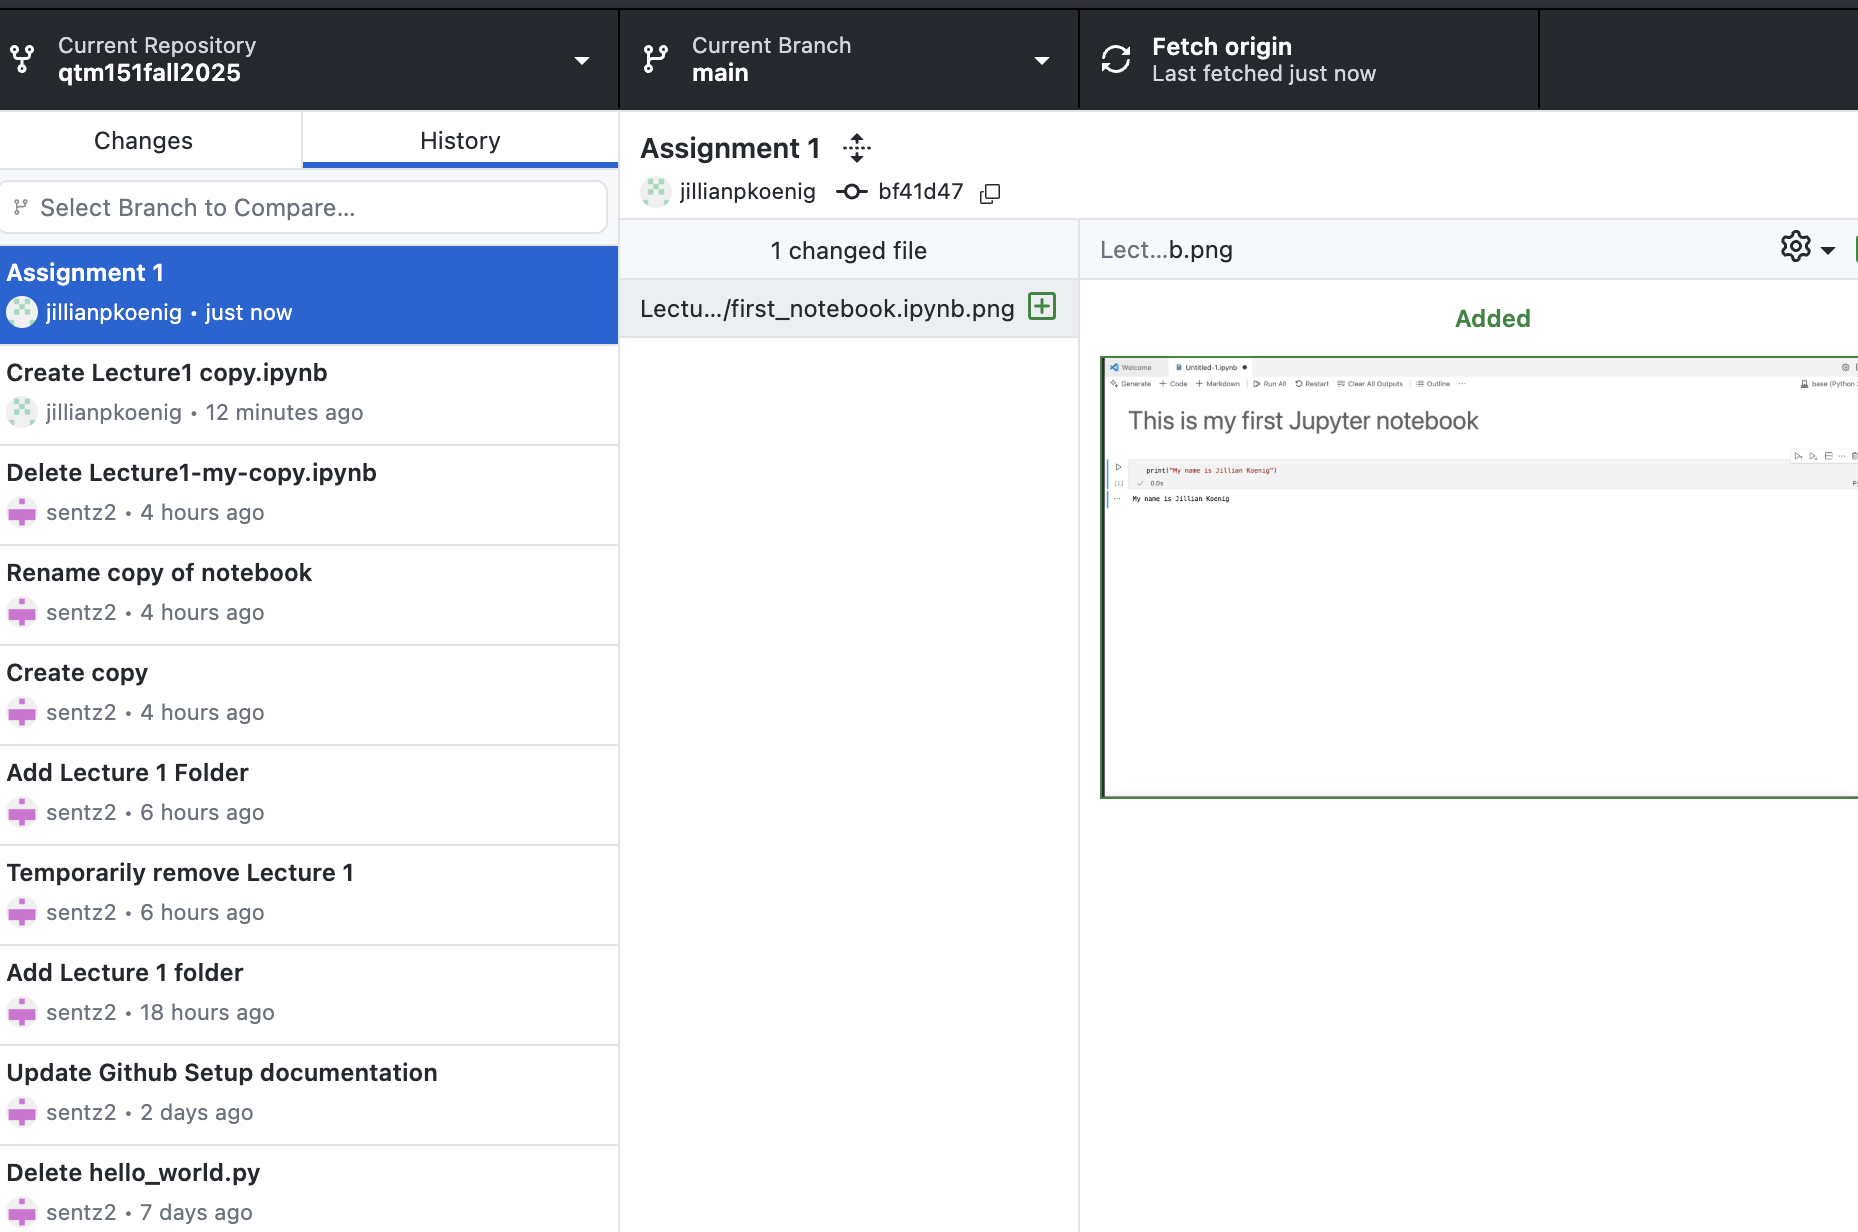 Current Repository
qtm151fall2025
Current Branch
main
Fetch origin
Last fetched just now
Changes
History
Select Branch to Compare...
Assignment 1
jillianpkoenig • just now
Create Lecture1 copy.ipynb
jillianpkoenig • 12 minutes ago
Delete Lecture1-my-copy.ipynb
sentz2 • 4 hours ago
Rename copy of notebook
sentz2 • 4 hours ago
Create copy
sentz2 • 4 hours ago
Add Lecture 1 Folder
sentz2 • 6 hours ago
Temporarily remove Lecture 1
sentz2 • 6 hours ago
Add Lecture 1 folder
sentz2 • 18 hours ago
Update Github Setup documentation
sentz2 • 2 days ago
Delete hello_world.py
sentz2 • 7 days ago
Assignment 1
jillianpkoenig bf41d47
1 changed file
Lectu.../first_notebook.ipynb.png
Lect...b.png
Added
Welcome Untitled-1.ipynb
Generate + Code + Markdown Run All Restart Clear All Outputs Outline ... base (Python
This is my first Jupyter notebook
print("My name is Jillian Koenig")
[1] 0.0s
My name is Jillian Koenig